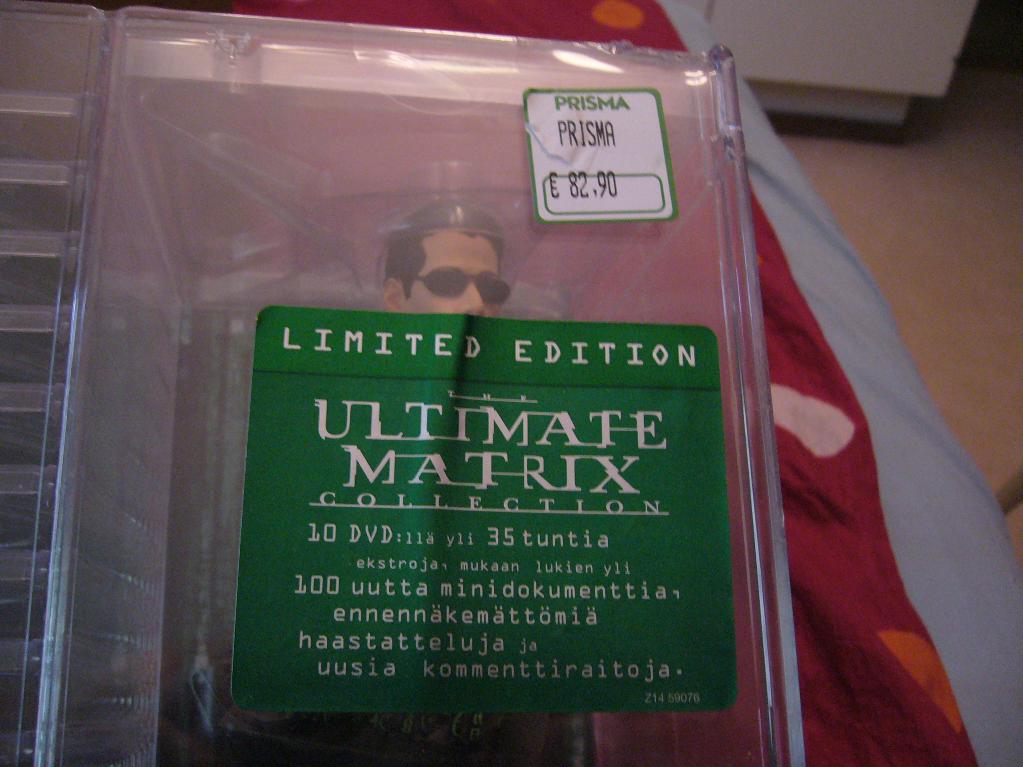 PRISMA
PRISMA
€ 82,90
LIMITED EDITION
THE
ULTIMATE
MATRIX
COLLECTION
10 DVD:llä yli 35 tuntia
ekstroja, mukaan lukien yli
100 uutta minidokumenttia,
ennennäkemättömiä
haastatteluja ja
uusia kommenttiraitoja.
Z14 59076